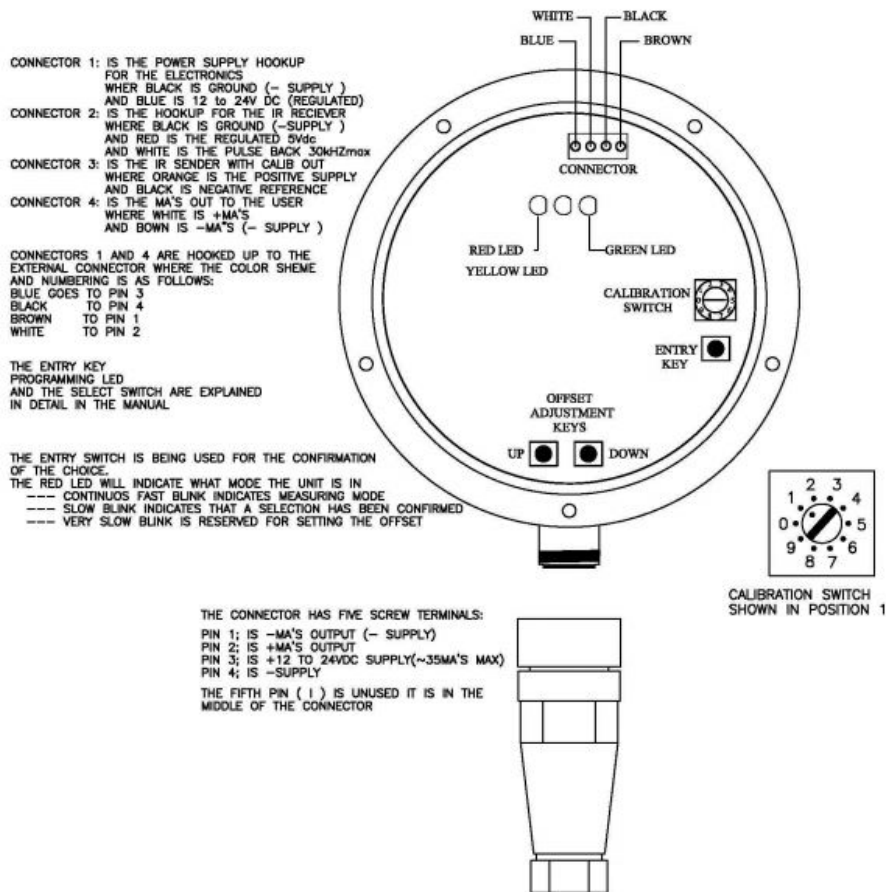 WHITE
BLACK
BLUE
BROWN
CONNECTOR 1: IS THE POWER SUPPLY HOOKUP
FOR THE ELECTRONICS
WHER BLACK IS GROUND (- SUPPLY )
AND BLUE IS 12 to 24V DC (REGULATED)
CONNECTOR 2: IS THE HOOKUP FOR THE IR RECIEVER
WHERE BLACK IS GROUND (-SUPPLY )
AND RED IS THE REGULATED 5Vdc
AND WHITE IS THE PULSE BACK 30kHZmax
CONNECTOR 3: IS THE IR SENDER WITH CALIB OUT
WHERE ORANGE IS THE POSITIVE SUPPLY
AND BLACK IS NEGATIVE REFERENCE
CONNECTOR 4: IS THE MA'S OUT TO THE USER
WHERE WHITE IS +MA'S
AND BOWN IS -MA"S (- SUPPLY )
CONNECTORS 1 AND 4 ARE HOOKED UP TO THE
EXTERNAL CONNECTOR WHERE THE COLOR SHEME
AND NUMBERING IS AS FOLLOWS:
BLUE GOES TO PIN 3
BLACK TO PIN 4
BROWN TO PIN 1
WHITE TO PIN 2
THE ENTRY KEY
PROGRAMMING LED
AND THE SELECT SWITCH ARE EXPLAINED
IN DETAIL IN THE MANUAL
THE ENTRY SWITCH IS BEING USED FOR THE CONFIRMATION
OF THE CHOICE.
THE RED LED WILL INDICATE WHAT MODE THE UNIT IS IN
--- CONTINUOS FAST BLINK INDICATES MEASURING MODE
--- SLOW BLINK INDICATES THAT A SELECTION HAS BEEN CONFIRMED
--- VERY SLOW BLINK IS RESERVED FOR SETTING THE OFFSET
CONNECTOR
RED LED
GREEN LED
YELLOW LED
CALIBRATION
SWITCH
ENTRY
KEY
OFFSET
ADJUSTMENT
KEYS
UP
DOWN
2 3
1 4
0 5
9 6
8 7
CALIBRATION SWITCH
SHOWN IN POSITION 1
THE CONNECTOR HAS FIVE SCREW TERMINALS:
PIN 1; IS -MA'S OUTPUT (- SUPPLY)
PIN 2; IS +MA'S OUTPUT
PIN 3; IS +12 TO 24VDC SUPPLY(~35MA'S MAX)
PIN 4; IS -SUPPLY
THE FIFTH PIN ( | ) IS UNUSED IT IS IN THE
MIDDLE OF THE CONNECTOR